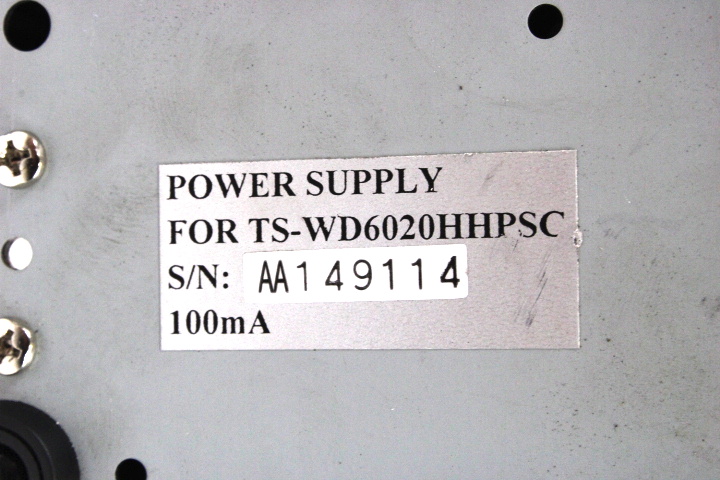 POWER SUPPLY
FOR TS-WD6020HHPSC
S/N: AA149114
100mA